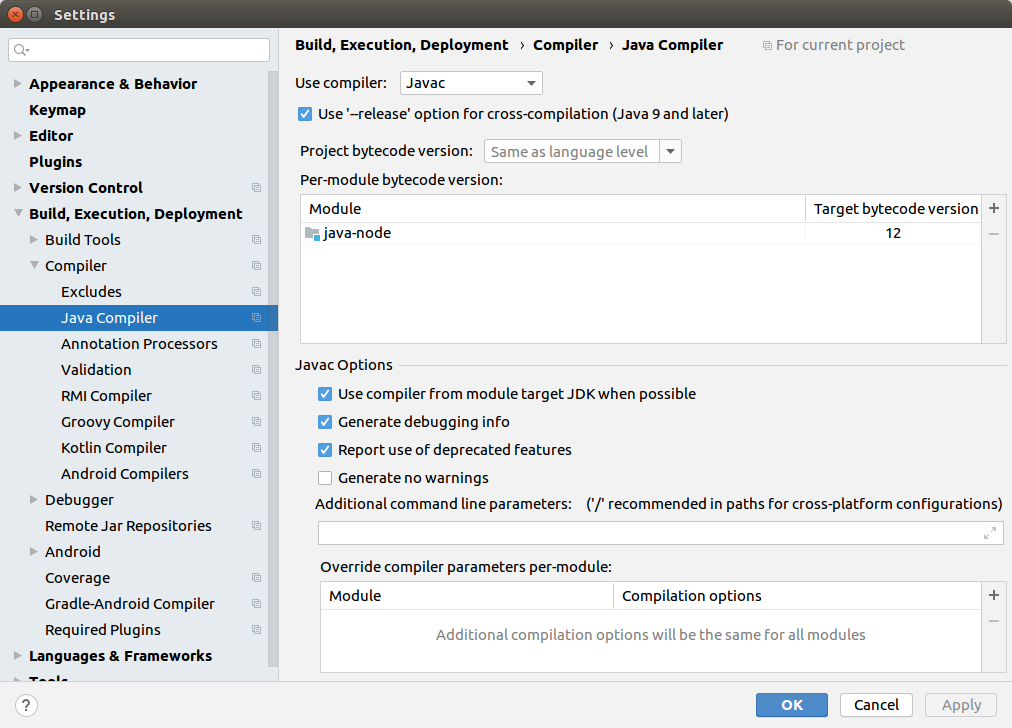 Settings
Appearance & Behavior
Keymap
Editor
Plugins
Version Control
Build, Execution, Deployment
Build Tools
Compiler
Excludes
Java Compiler
Annotation Processors
Validation
RMI Compiler
Groovy Compiler
Kotlin Compiler
Android Compilers
Debugger
Remote Jar Repositories
Android
Coverage
Gradle-Android Compiler
Required Plugins
Languages & Frameworks
Tools
Build, Execution, Deployment › Compiler › Java Compiler For current project
Use compiler: Javac
Use '--release' option for cross-compilation (Java 9 and later)
Project bytecode version: Same as language level
Per-module bytecode version:
Module Target bytecode version +
java-node 12 −
Javac Options
Use compiler from module target JDK when possible
Generate debugging info
Report use of deprecated features
Generate no warnings
Additional command line parameters: ('/' recommended in paths for cross-platform configurations)
Override compiler parameters per-module:
Module Compilation options +
Additional compilation options will be the same for all modules −
? OK Cancel Apply